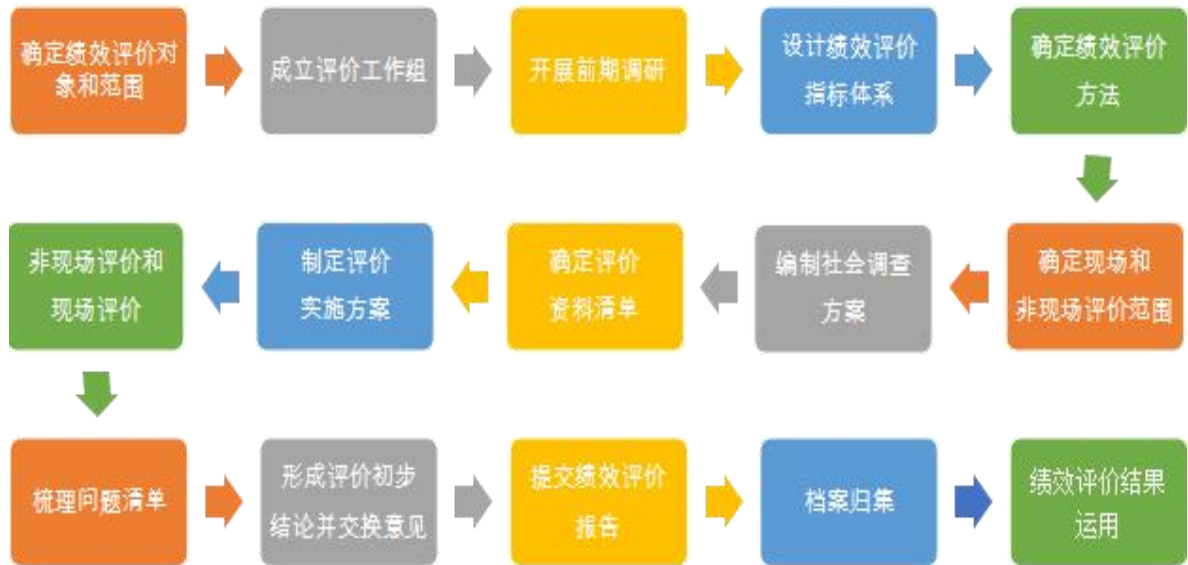 确定绩效评价对
象和范围
成立评价工作组
开展前期调研
设计绩效评价
指标体系
确定绩效评价
方法
确定现场和
非现场评价范围
编制社会调查
方案
确定评价
资料清单
制定评价
实施方案
非现场评价和
现场评价
梳理问题清单
形成评价初步
结论并交换意见
提交绩效评价
报告
档案归集
绩效评价结果
运用